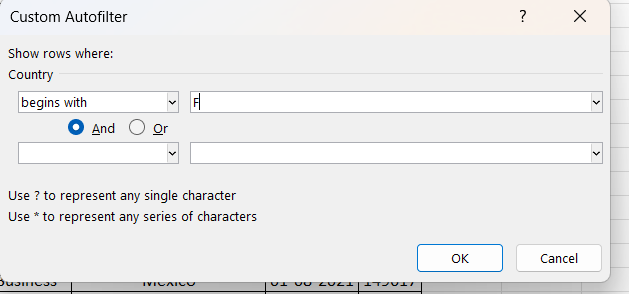 Custom Autofilter ? ×
Show rows where:
Country
begins with F
And Or
Use ? to represent any single character
Use * to represent any series of characters
OK Cancel
Business Mexico 01-08-2021 149617